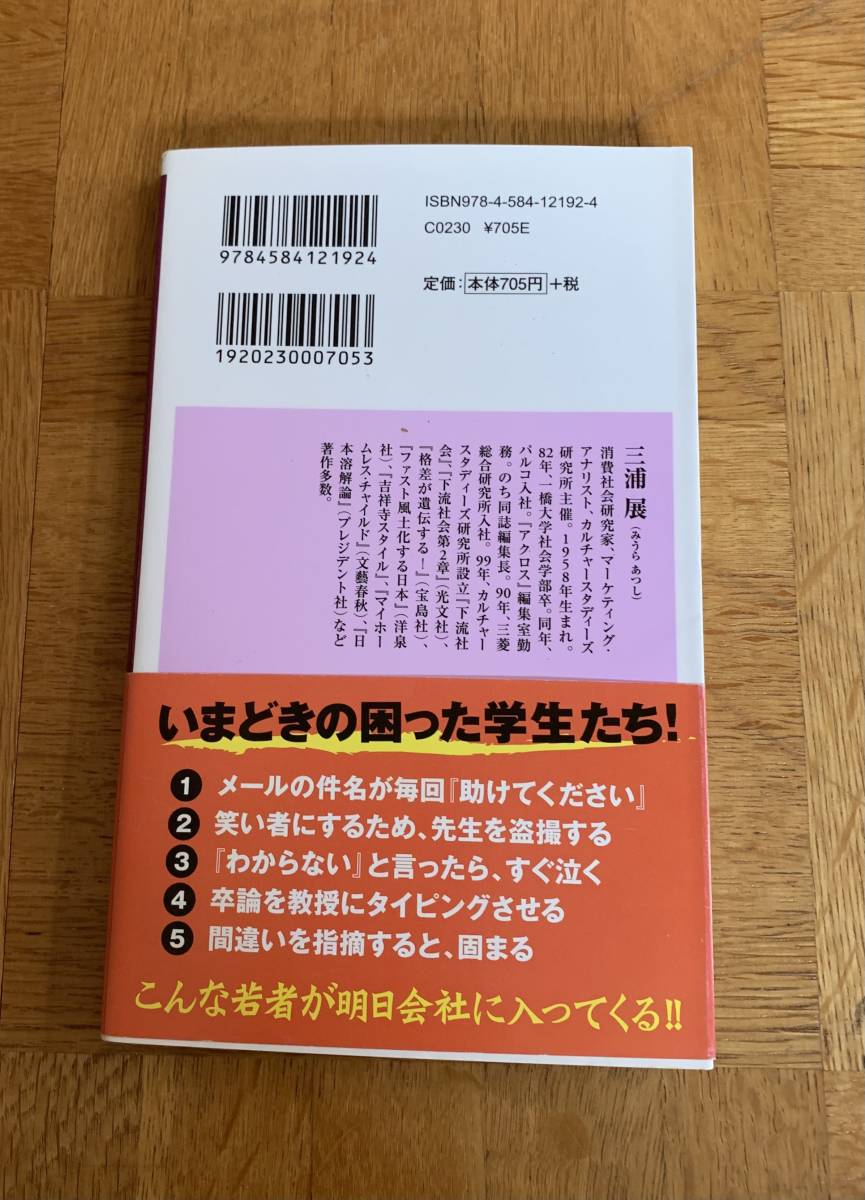 9784584121924
1920230007053
ISBN978-4-584-12192-4
C0230 ¥705E
定価：本体705円＋税
三浦 展（みうら あつし）
消費社会研究家、マーケティング・
アナリスト、カルチャースタディーズ
研究所主催。1958年生まれ。
82年、一橋大学社会学部卒。同年、
パルコ入社。『アクロス』編集室勤
務。のち同誌編集長。90年、三菱
総合研究所入社。99年、カルチャー
スタディーズ研究所設立『下流社
会』、『下流社会第2章』（光文社）、
『格差が遺伝する！』（宝島社）、
『ファスト風土化する日本』（洋泉
社）、『吉祥寺スタイル』、『マイホー
ムレス・チャイルド』（文藝春秋）、『日
本溶解論』（プレジデント社）など
著作多数。
いまどきの困った学生たち！
1 メールの件名が毎回『助けてください』
2 笑い者にするため、先生を盗撮する
3 『わからない』と言ったら、すぐ泣く
4 卒論を教授にタイピングさせる
5 間違いを指摘すると、固まる
こんな若者が明日会社に入ってくる!!